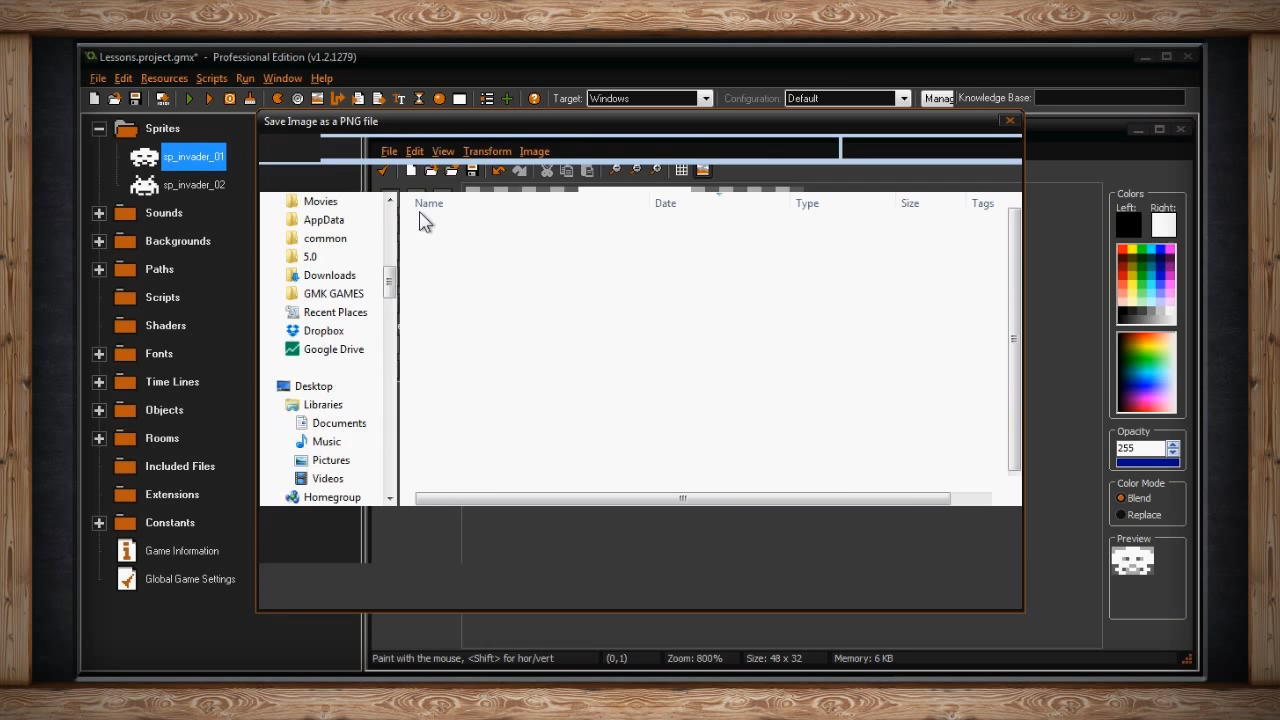 Lessons.project.gmx* - Professional Edition (v1.2.1279)
File Edit Resources Scripts Run Window Help
Target: Windows Configuration: Default Manag Knowledge Base:
Save Image as a PNG file
File Edit View Transform Image
Sprites
sp_invader_01
sp_invader_02
Sounds
Backgrounds
Paths
Scripts
Shaders
Fonts
Time Lines
Objects
Rooms
Included Files
Extensions
Constants
Game Information
Global Game Settings
Movies
AppData
common
5.0
Downloads
GMK GAMES
Recent Places
Dropbox
Google Drive
Desktop
Libraries
Documents
Music
Pictures
Videos
Homegroup
Name Date Type Size Tags
Colors
Left: Right:
Opacity
255
Color Mode
Blend
Replace
Preview
Paint with the mouse, <Shift> for hor/vert (0,1) Zoom: 800% Size: 48 x 32 Memory: 6 KB